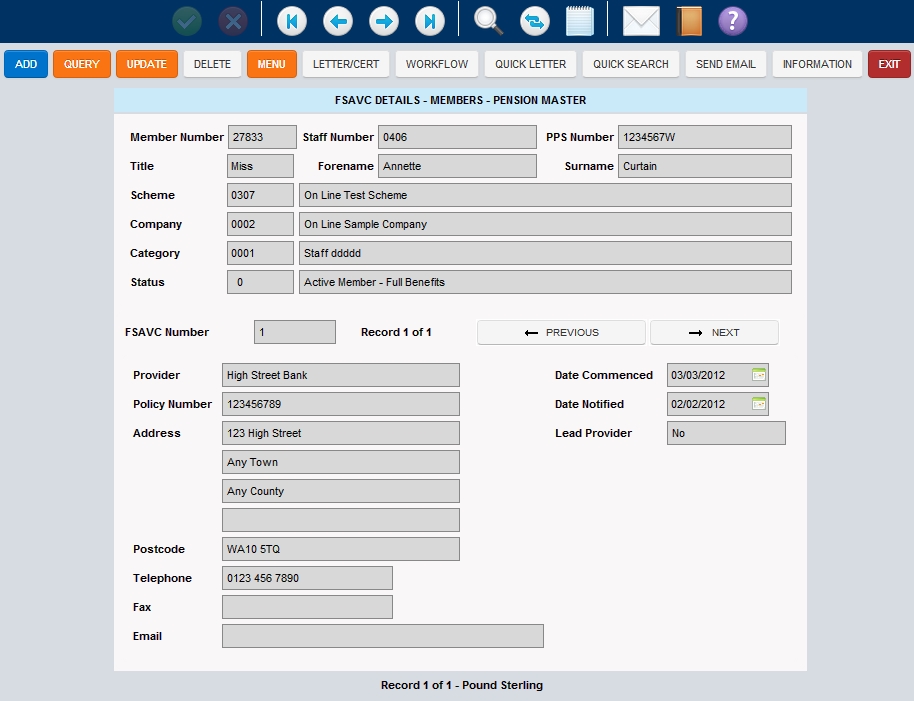 ADD QUERY UPDATE DELETE MENU LETTER/CERT WORKFLOW QUICK LETTER QUICK SEARCH SEND EMAIL INFORMATION EXIT
FSAVC DETAILS - MEMBERS - PENSION MASTER
Member Number 27833 Staff Number 0406 PPS Number 1234567W
Title Miss Forename Annette Surname Curtain
Scheme 0307 On Line Test Scheme
Company 0002 On Line Sample Company
Category 0001 Staff ddddd
Status 0 Active Member - Full Benefits
FSAVC Number 1 Record 1 of 1 PREVIOUS NEXT
Provider High Street Bank Date Commenced 03/03/2012
Policy Number 123456789 Date Notified 02/02/2012
Address 123 High Street Lead Provider No
Any Town
Any County
Postcode WA10 5TQ
Telephone 0123 456 7890
Fax
Email
Record 1 of 1 - Pound Sterling